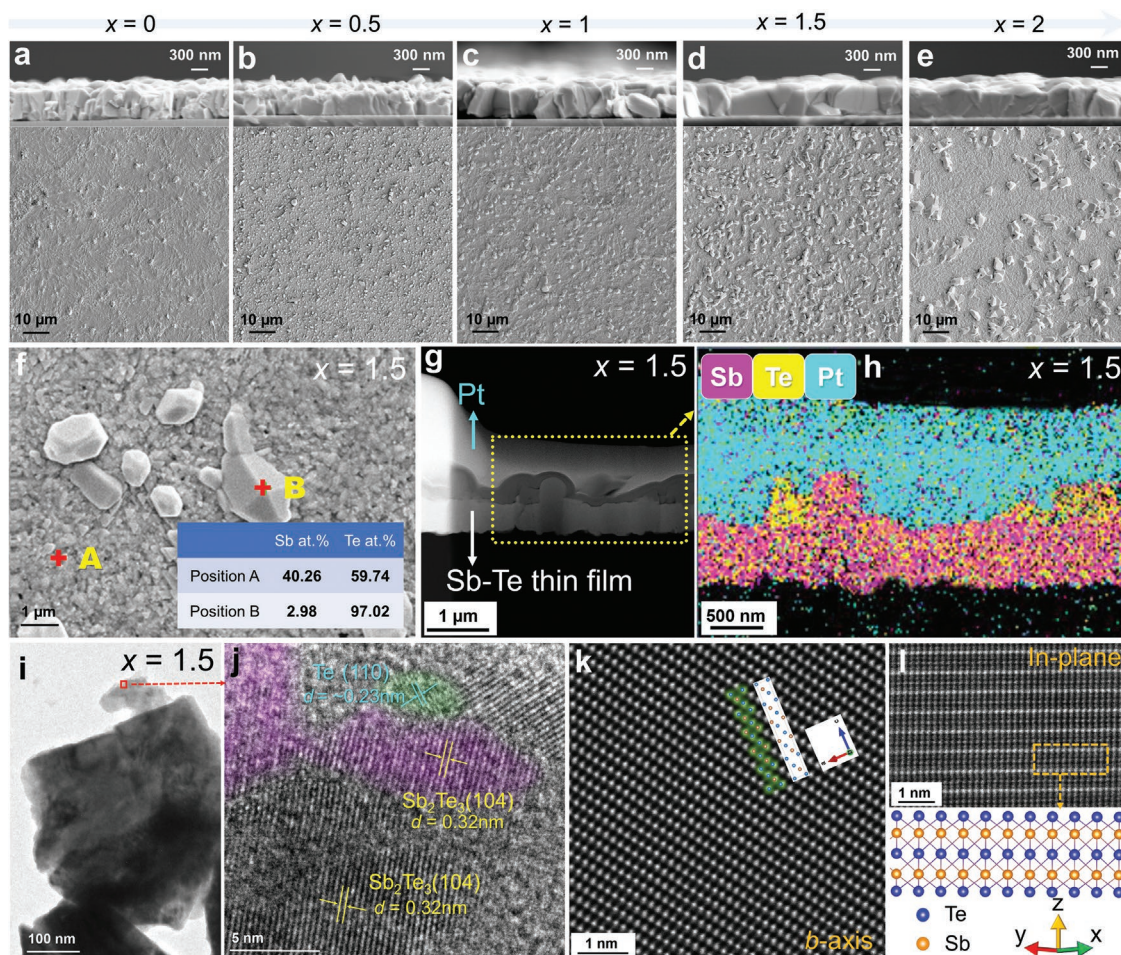 x = 0
x = 0.5
x = 1
x = 1.5
x = 2
a
300 nm
b
300 nm
c
300 nm
d
300 nm
e
300 nm
10 μm
10 μm
10 μm
10 μm
10 μm
f
x = 1.5
B
A
1 μm
Sb at.% Te at.%
Position A 40.26 59.74
Position B 2.98 97.02
g
x = 1.5
Pt
Sb-Te thin film
1 μm
Sb Te Pt
h
x = 1.5
500 nm
i
x = 1.5
100 nm
j
Te (110)
d = ~0.23nm
Sb2Te3(104)
d = 0.32nm
Sb2Te3(104)
d = 0.32nm
5 nm
k
1 nm
b-axis
l
In-plane
1 nm
Te
Sb
z
y
x